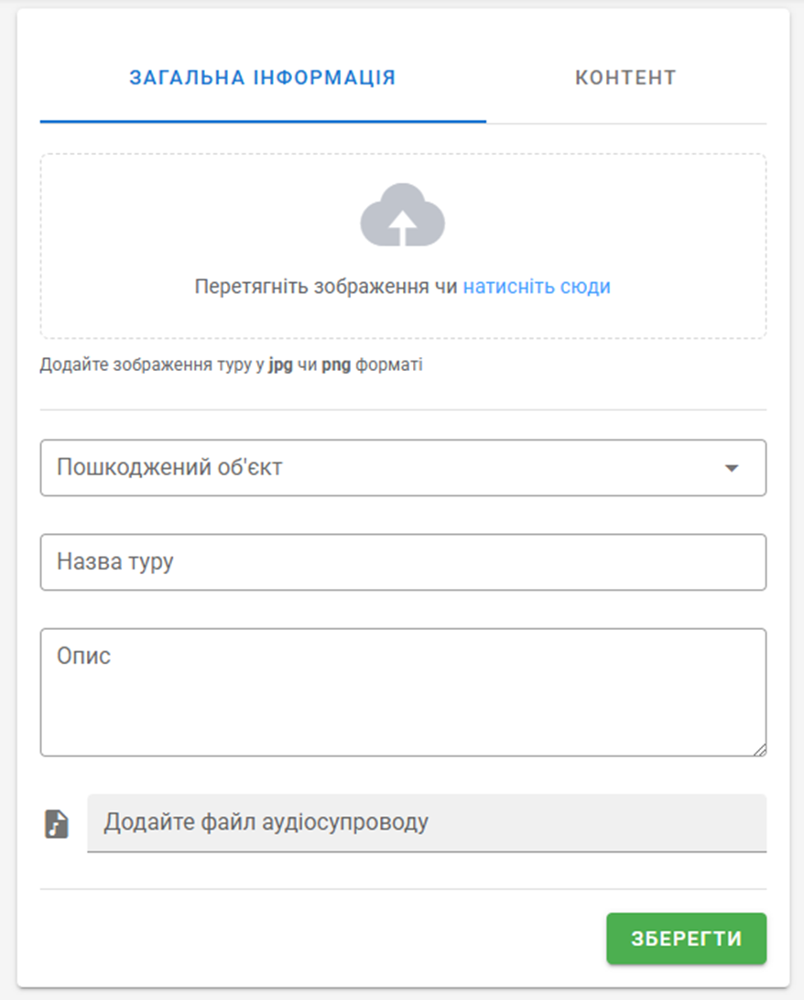 ЗАГАЛЬНА ІНФОРМАЦІЯ
КОНТЕНТ
Перетягніть зображення чи натисніть сюди
Додайте зображення туру у jpg чи png форматі
Пошкоджений об'єкт
Назва туру
Опис
Додайте файл аудіосупроводу
ЗБЕРЕГТИ